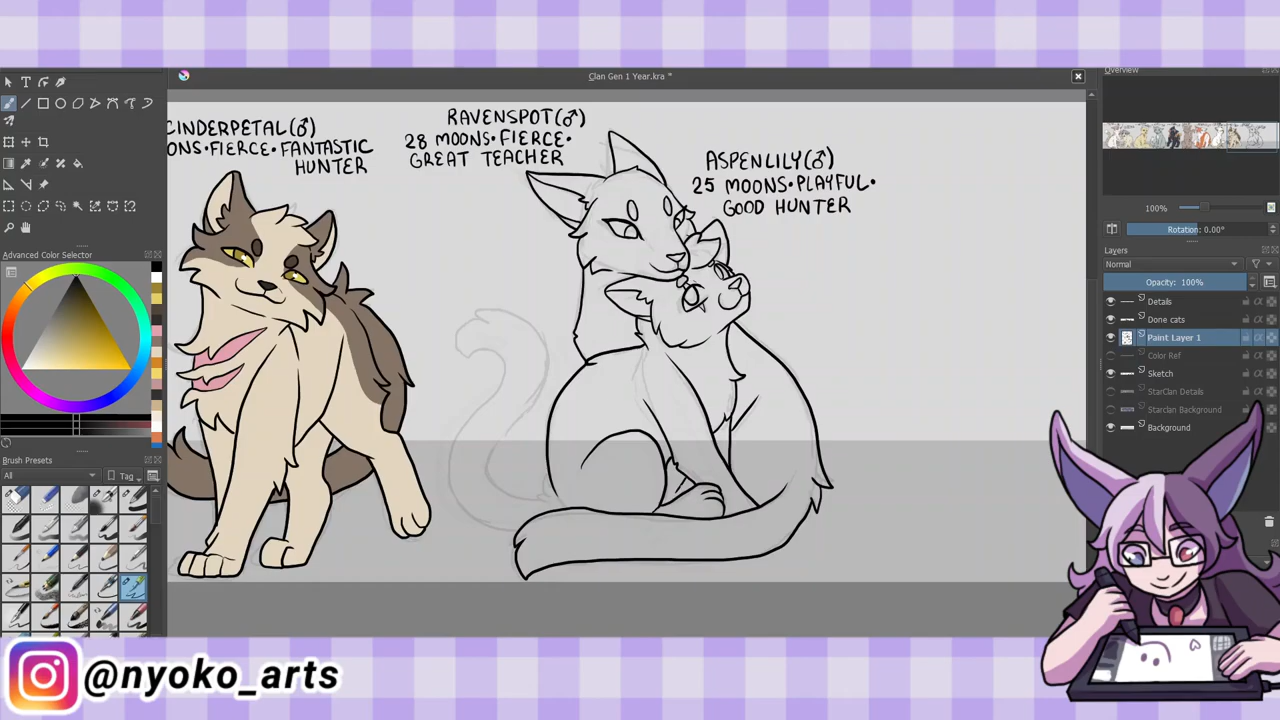 Clan Gen 1 Year.kra *
Overview
CINDERPETAL(♂)
ONS•FIERCE•FANTASTIC
HUNTER
RAVENSPOT(♂)
28 MOONS•FIERCE•
GREAT TEACHER
ASPENLILY(♂)
25 MOONS•PLAYFUL•
GOOD HUNTER
100%
Rotation: 0.00°
Layers
Normal
Opacity: 100%
Details
Done cats
Paint Layer 1
Color Ref
Sketch
StarClan Details
Starclan Background
Background
Advanced Color Selector
Brush Presets
All
Tag
@nyoko_arts